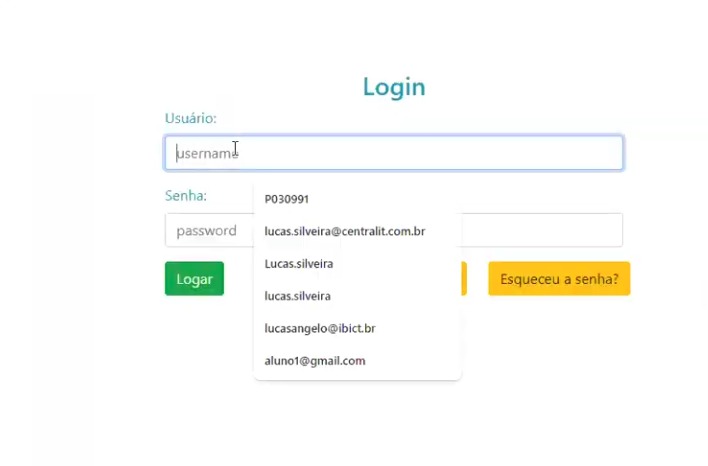 Login
Usuário:
username
Senha:
password
P030991
lucas.silveira@centralit.com.br
Lucas.silveira
lucas.silveira
lucasangelo@ibict.br
aluno1@gmail.com
Logar
Esqueceu a senha?